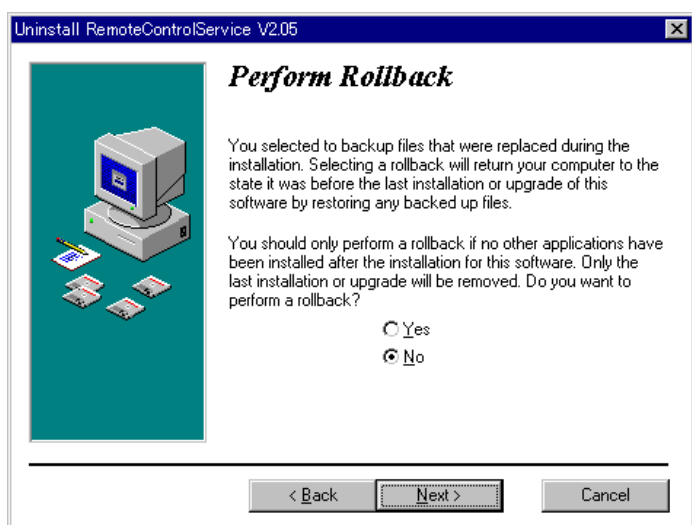 Uninstall RemoteControlService V2.05
Perform Rollback
You selected to backup files that were replaced during the
installation. Selecting a rollback will return your computer to the
state it was before the last installation or upgrade of this
software by restoring any backed up files.
You should only perform a rollback if no other applications have
been installed after the installation for this software. Only the
last installation or upgrade will be removed. Do you want to
perform a rollback?
Yes
No
< Back
Next >
Cancel